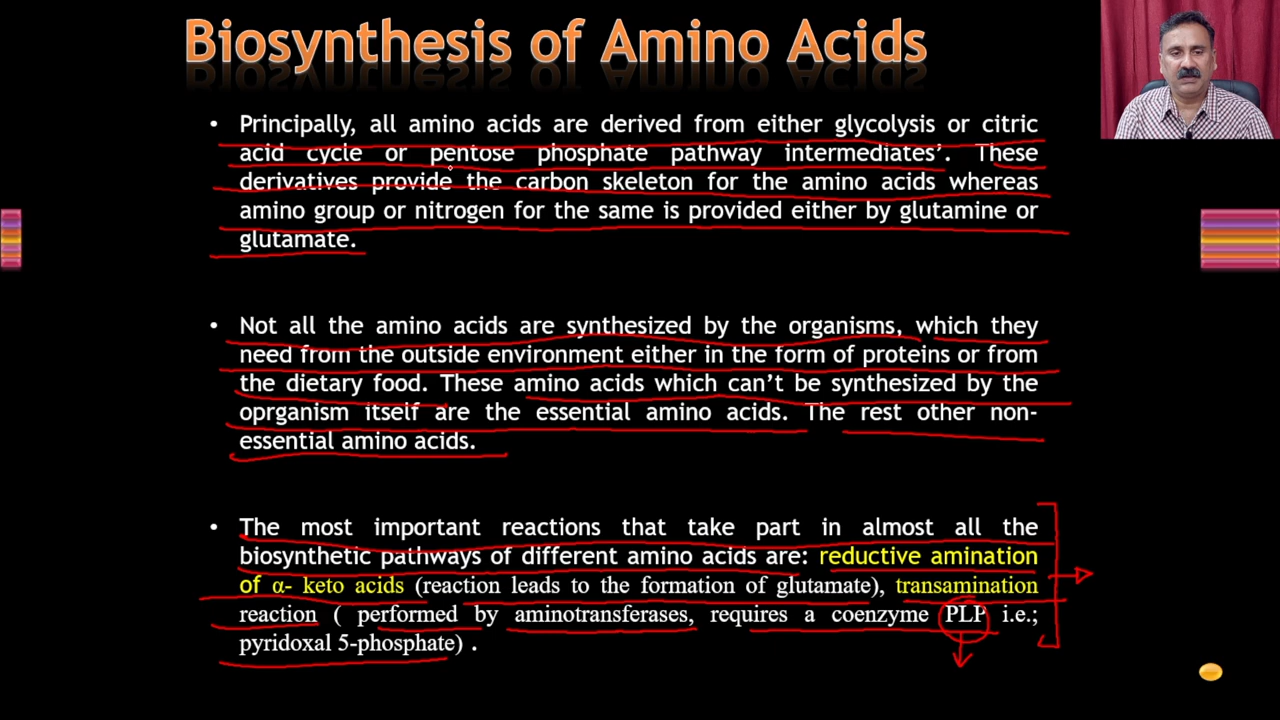 Biosynthesis of Amino Acids
• Principally, all amino acids are derived from either glycolysis or citric
acid cycle or pentose phosphate pathway intermediates’. These
derivatives provide the carbon skeleton for the amino acids whereas
amino group or nitrogen for the same is provided either by glutamine or
glutamate.
• Not all the amino acids are synthesized by the organisms, which they
need from the outside environment either in the form of proteins or from
the dietary food. These amino acids which can’t be synthesized by the
oprganism itself are the essential amino acids. The rest other non-
essential amino acids.
• The most important reactions that take part in almost all the
biosynthetic pathways of different amino acids are: reductive amination
of α- keto acids (reaction leads to the formation of glutamate), transamination
reaction ( performed by aminotransferases, requires a coenzyme PLP i.e.;
pyridoxal 5-phosphate) .